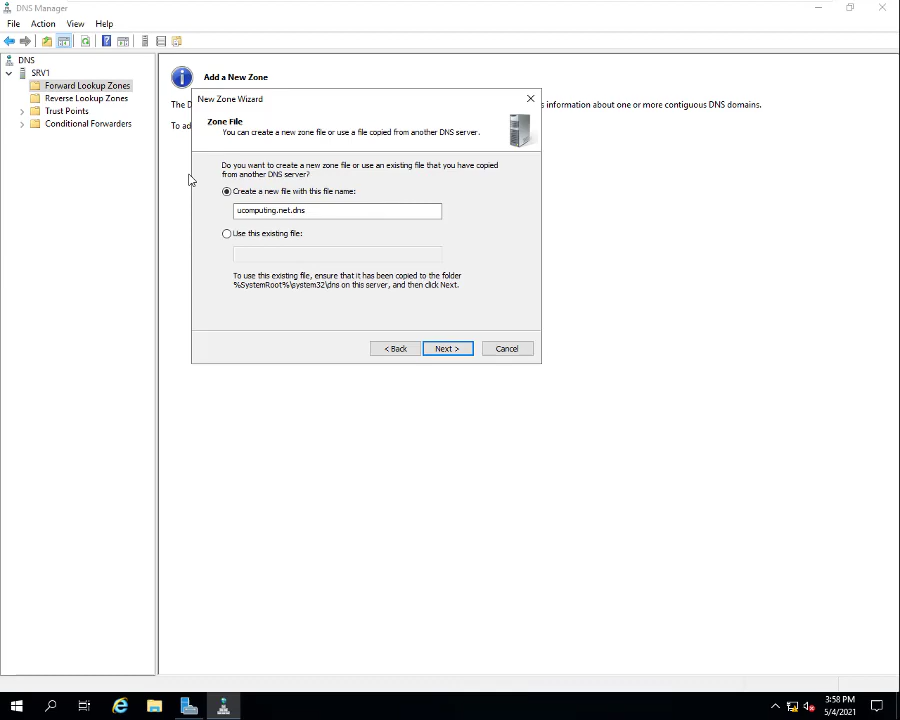 DNS Manager
File Action View Help
DNS
SRV1
Forward Lookup Zones
Reverse Lookup Zones
Trust Points
Conditional Forwarders
Add a New Zone
The D
s information about one or more contiguous DNS domains.
To ad
New Zone Wizard
Zone File
You can create a new zone file or use a file copied from another DNS server.
Do you want to create a new zone file or use an existing file that you have copied
from another DNS server?
Create a new file with this file name:
ucomputing.net.dns
Use this existing file:
To use this existing file, ensure that it has been copied to the folder
%SystemRoot%\system32\dns on this server, and then click Next.
< Back Next > Cancel
3:58 PM
5/4/2021